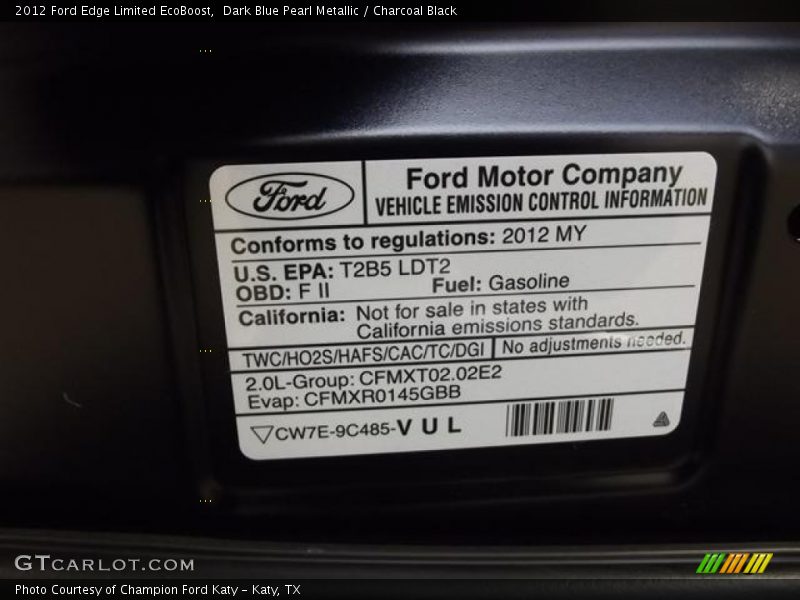 2012 Ford Edge Limited EcoBoost,  Dark Blue Pearl Metallic / Charcoal Black
Ford
Ford Motor Company
VEHICLE EMISSION CONTROL INFORMATION
Conforms to regulations: 2012 MY
U.S. EPA: T2B5 LDT2
OBD: F II Fuel: Gasoline
California: Not for sale in states with
California emissions standards.
TWC/HO2S/HAFS/CAC/TC/DGI No adjustments needed.
2.0L-Group: CFMXT02.02E2
Evap: CFMXR0145GBB
CW7E-9C485-V U L
GTCARLOT.COM
Photo Courtesy of Champion Ford Katy – Katy, TX